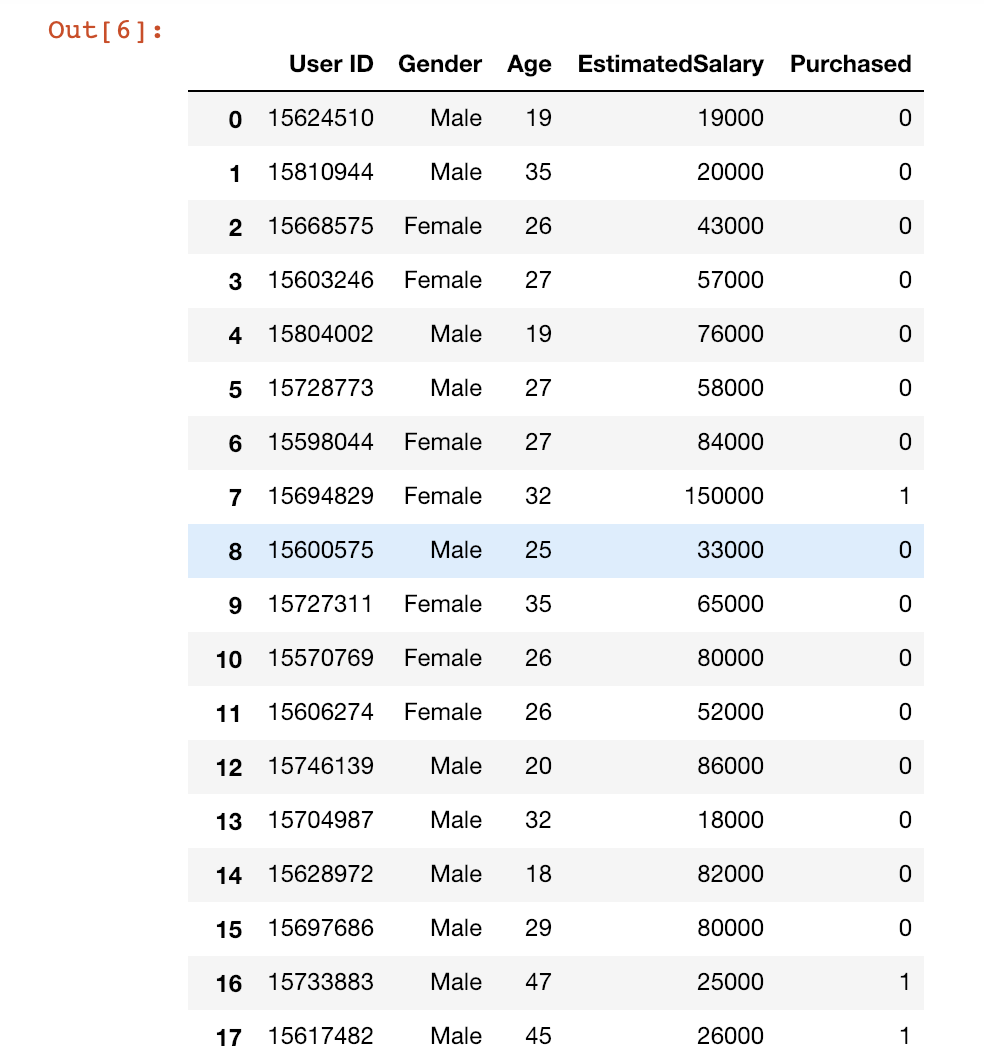 Out[6]:
User ID Gender Age EstimatedSalary Purchased
0 15624510 Male 19 19000 0
1 15810944 Male 35 20000 0
2 15668575 Female 26 43000 0
3 15603246 Female 27 57000 0
4 15804002 Male 19 76000 0
5 15728773 Male 27 58000 0
6 15598044 Female 27 84000 0
7 15694829 Female 32 150000 1
8 15600575 Male 25 33000 0
9 15727311 Female 35 65000 0
10 15570769 Female 26 80000 0
11 15606274 Female 26 52000 0
12 15746139 Male 20 86000 0
13 15704987 Male 32 18000 0
14 15628972 Male 18 82000 0
15 15697686 Male 29 80000 0
16 15733883 Male 47 25000 1
17 15617482 Male 45 26000 1